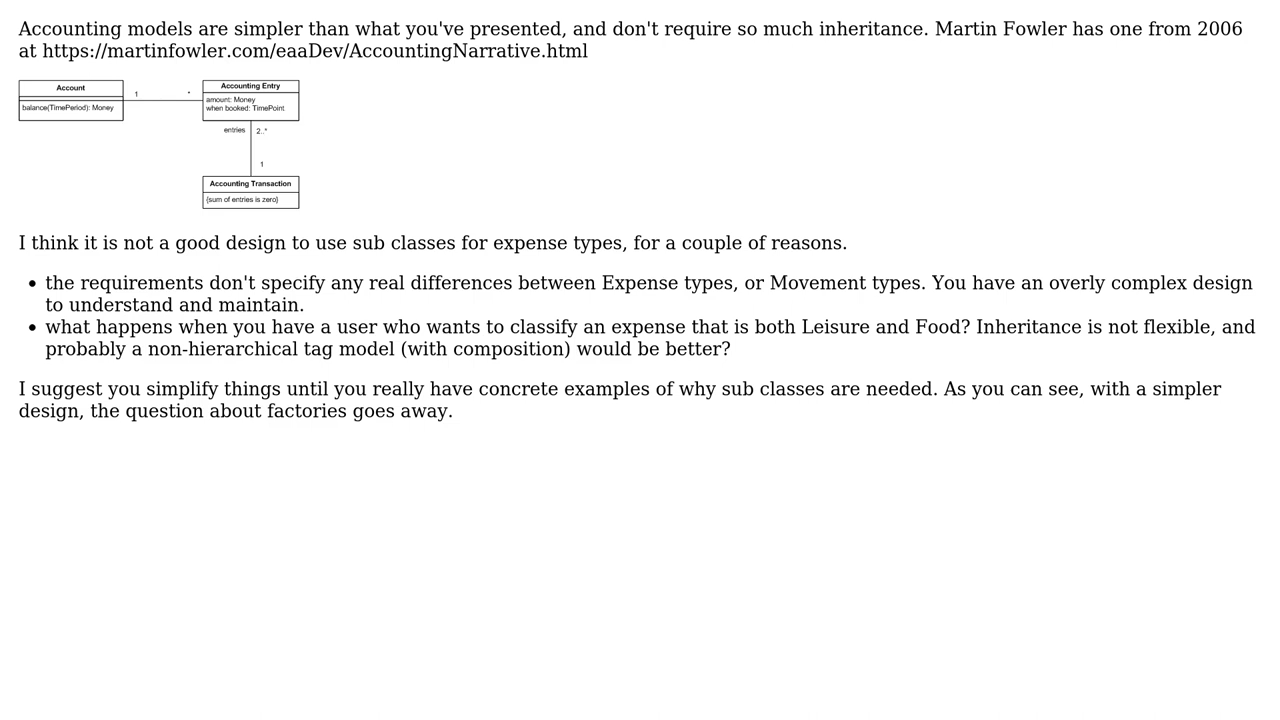 Accounting models are simpler than what you've presented, and don't require so much inheritance. Martin Fowler has one from 2006
at https://martinfowler.com/eaaDev/AccountingNarrative.html
Account
balance(TimePeriod): Money
1
*
Accounting Entry
amount: Money
when booked: TimePoint
entries
2..*
1
Accounting Transaction
{sum of entries is zero}
I think it is not a good design to use sub classes for expense types, for a couple of reasons.
• the requirements don't specify any real differences between Expense types, or Movement types. You have an overly complex design
to understand and maintain.
• what happens when you have a user who wants to classify an expense that is both Leisure and Food? Inheritance is not flexible, and
probably a non-hierarchical tag model (with composition) would be better?
I suggest you simplify things until you really have concrete examples of why sub classes are needed. As you can see, with a simpler
design, the question about factories goes away.